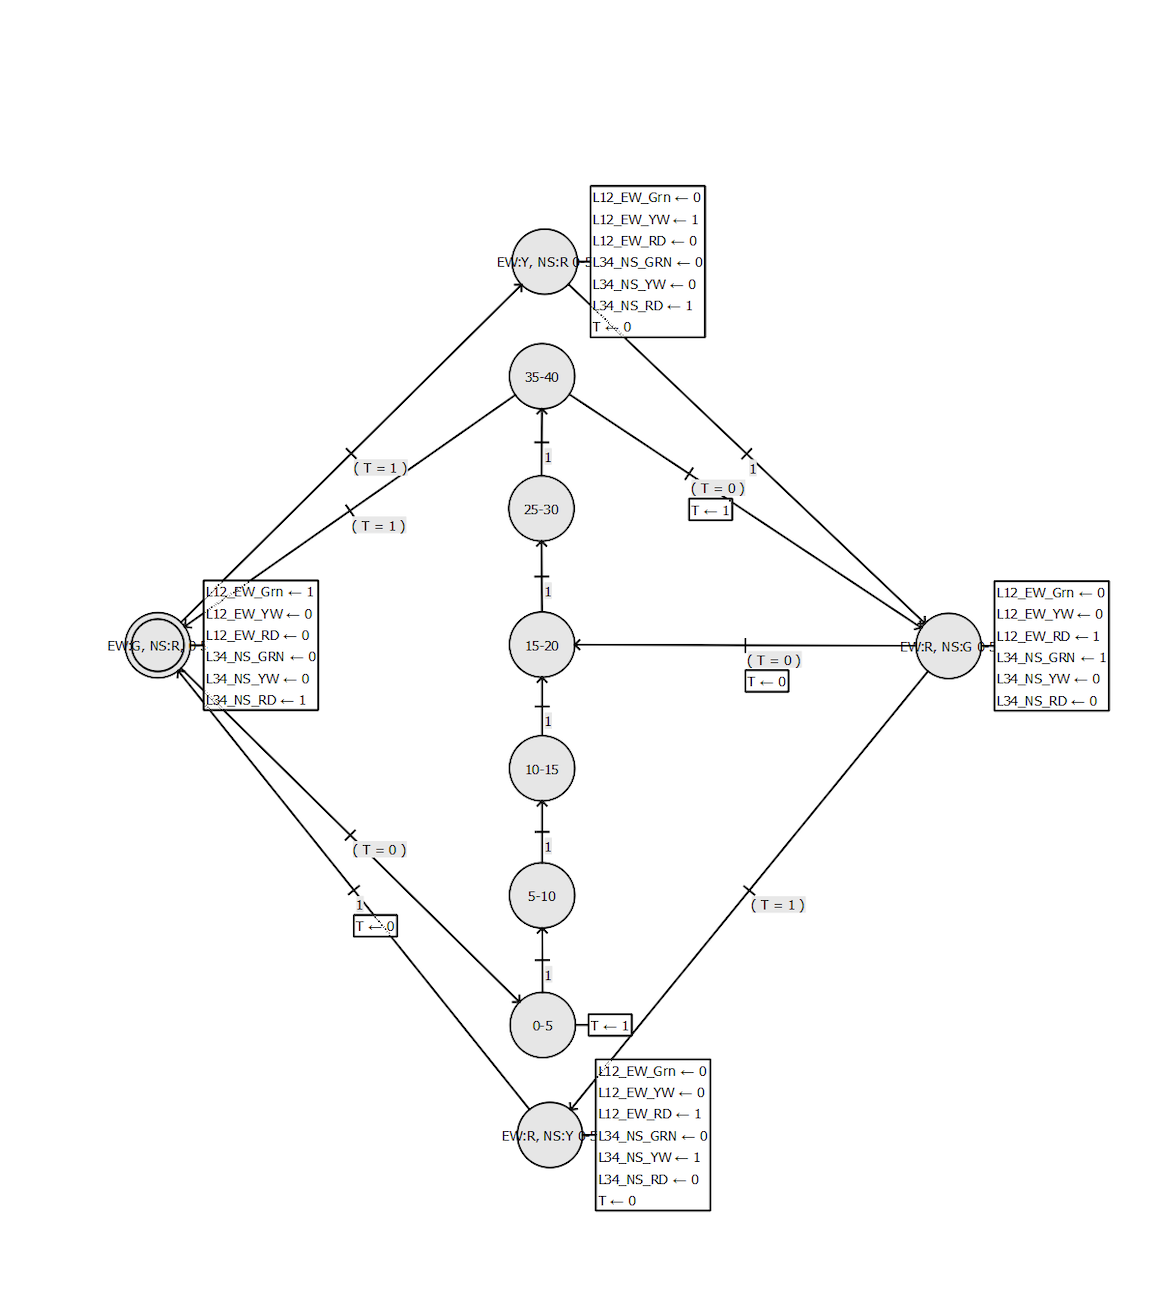 L12_EW_Grn ← 0
L12_EW_YW ← 1
L12_EW_RD ← 0
EW:Y, NS:R 0-5
L34_NS_GRN ← 0
L34_NS_YW ← 0
L34_NS_RD ← 1
T ← 0
35-40
1
( T = 1 )
1
( T = 0 )
T ← 1
( T = 1 )
25-30
1
L12_EW_Grn ← 1
L12_EW_YW ← 0
L12_EW_RD ← 0
L34_NS_GRN ← 0
L34_NS_YW ← 0
L34_NS_RD ← 1
EW:G, NS:R,
15-20
( T = 0 )
T ← 0
EW:R, NS:G 0-5
L12_EW_Grn ← 0
L12_EW_YW ← 0
L12_EW_RD ← 1
L34_NS_GRN ← 1
L34_NS_YW ← 0
L34_NS_RD ← 0
1
10-15
1
( T = 0 )
5-10
1
T ← 0
( T = 1 )
1
0-5
T ← 1
L12_EW_Grn ← 0
L12_EW_YW ← 0
L12_EW_RD ← 1
EW:R, NS:Y 0-5
L34_NS_GRN ← 0
L34_NS_YW ← 1
L34_NS_RD ← 0
T ← 0